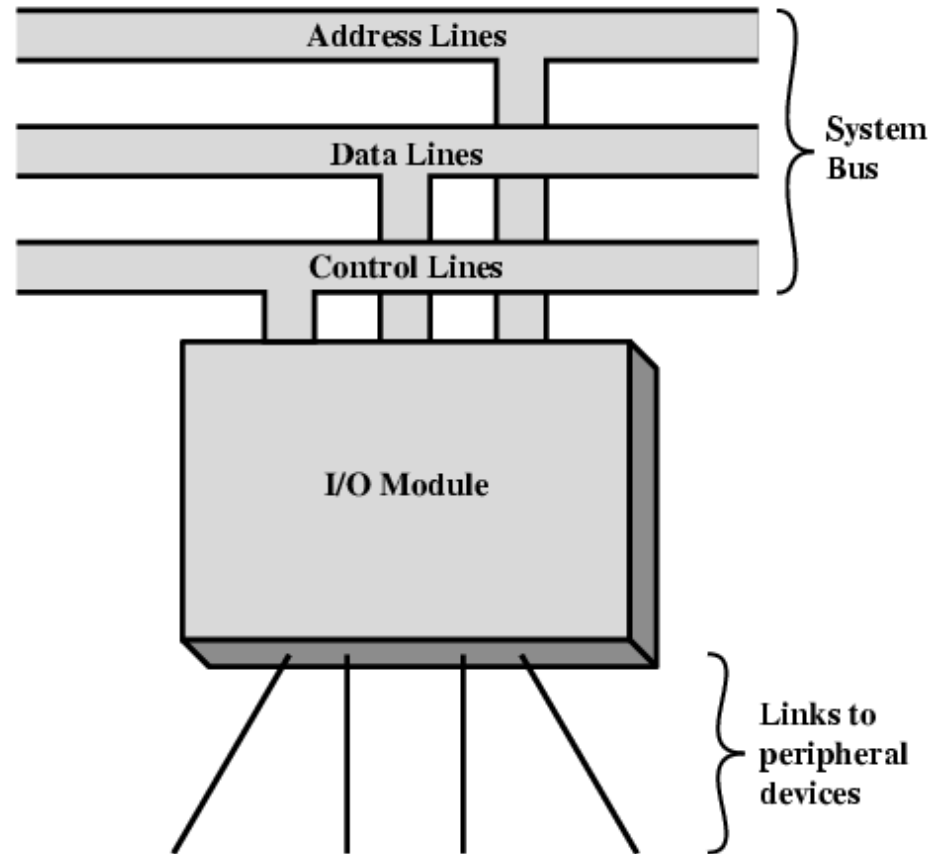 Address Lines
Data Lines
System
Bus
Control Lines
I/O Module
Links to
peripheral
devices